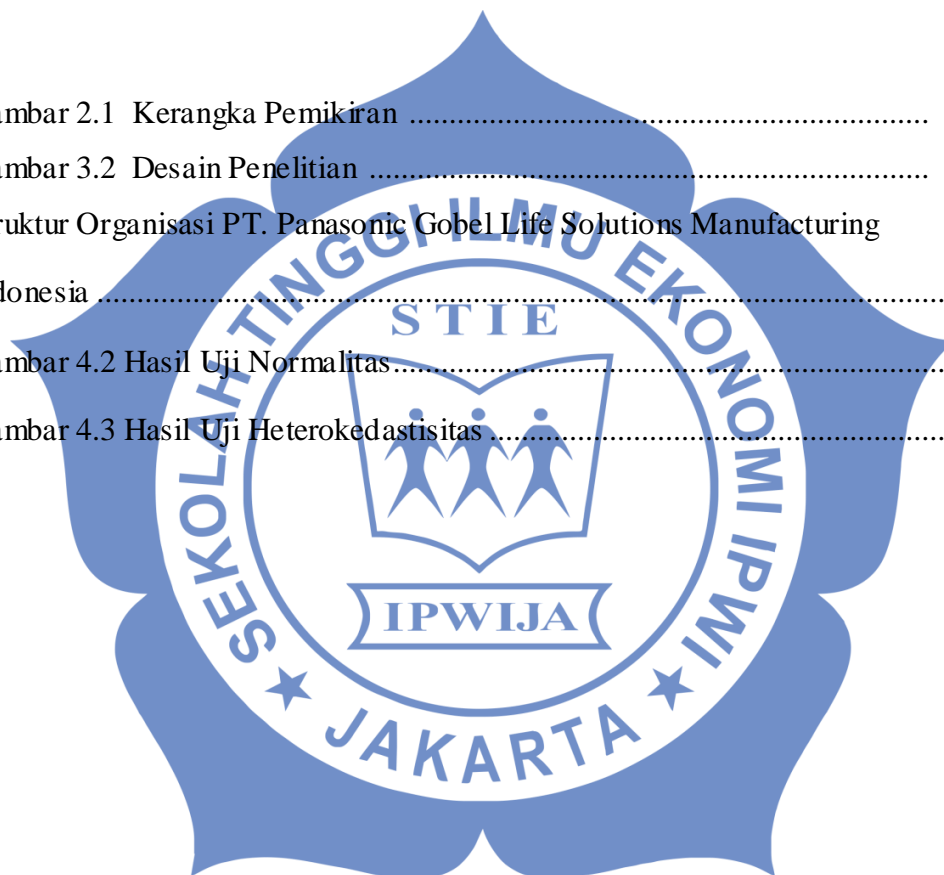 ambar 2.1 Kerangka Pemikiran ..............................................................
ambar 3.2 Desain Penelitian ..................................................................
ruktur Organisasi PT. Panasonic Gobel Life Solutions Manufacturing
donesia ....................................................................................................
ambar 4.2 Hasil Uji Normalitas..................................................................
ambar 4.3 Hasil Uji Heterokedastisitas ......................................................
SEKOLAH TINGGI ILMU EKONOMI IPWI
STIE
IPWIJA
★ JAKARTA ★